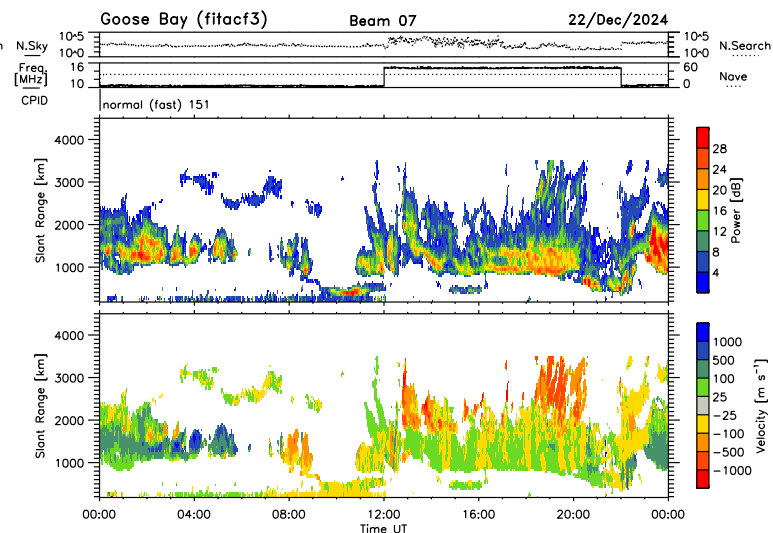 Goose Bay (fitacf3) Beam 07 22/Dec/2024
n N.Sky 10^5 10^5 N.Search
10^0 10^0
Freq. 16 60 Nave
[MHz] 10 0
CPID normal (fast) 151
Slant Range [km]
4000
3000
2000
1000
Power [dB]
28
24
20
16
12
8
4
Slant Range [km]
4000
3000
2000
1000
Velocity [m s⁻¹]
1000
500
100
25
−25
−100
−500
−1000
00:00 04:00 08:00 12:00 16:00 20:00 00:00
Time UT